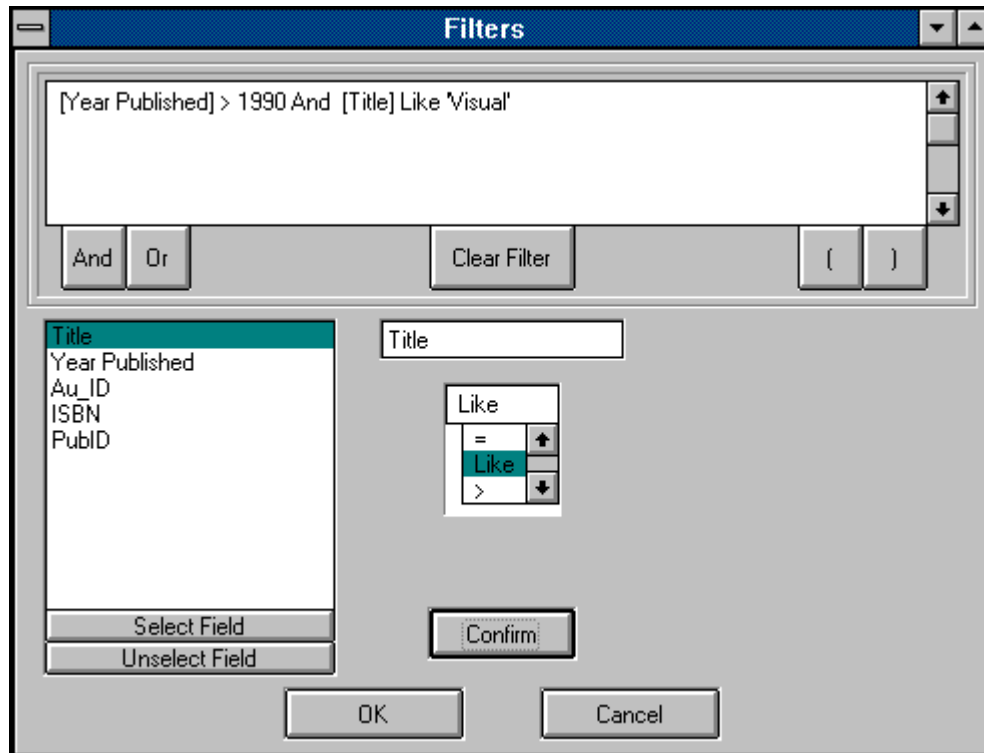 Filters
[Year Published] > 1990 And  [Title] Like 'Visual'
And
Or
Clear Filter
(
)
Title
Year Published
Au_ID
ISBN
PubID
Select Field
Unselect Field
Title
Like
=
Like
>
Confirm
OK
Cancel